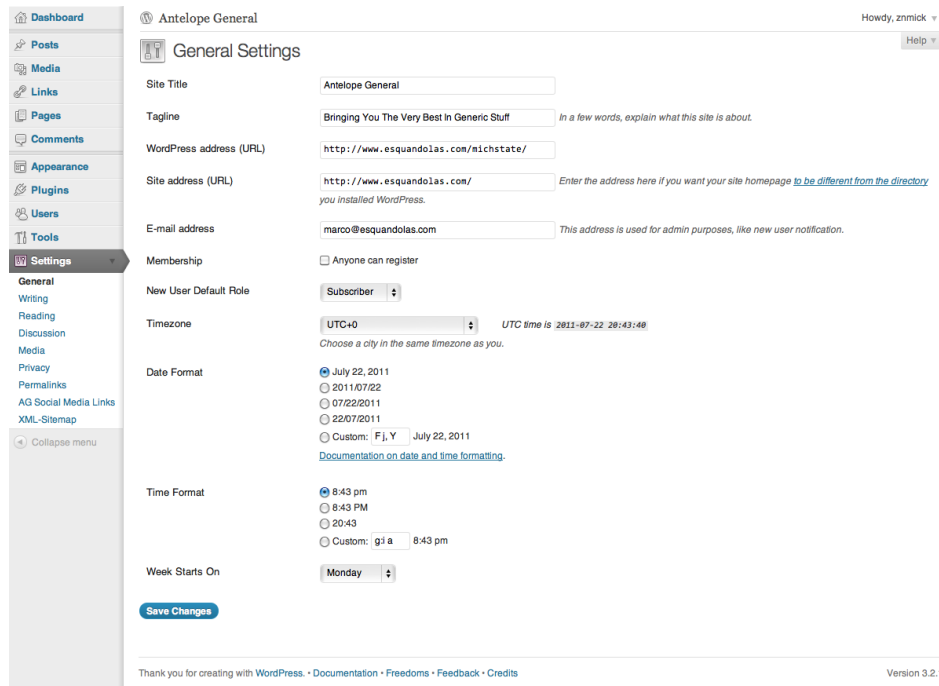 Dashboard
Posts
Media
Links
Pages
Comments
Appearance
Plugins
Users
Tools
Settings
General
Writing
Reading
Discussion
Media
Privacy
Permalinks
AG Social Media Links
XML-Sitemap
Collapse menu
Antelope General
Howdy, znmick
Help
General Settings
Site Title Antelope General
Tagline Bringing You The Very Best In Generic Stuff In a few words, explain what this site is about.
WordPress address (URL) http://www.esquandolas.com/michstate/
Site address (URL) http://www.esquandolas.com/ Enter the address here if you want your site homepage to be different from the directory
you installed WordPress.
E-mail address marco@esquandolas.com This address is used for admin purposes, like new user notification.
Membership Anyone can register
New User Default Role Subscriber
Timezone UTC+0 UTC time is 2011-07-22 20:43:40
Choose a city in the same timezone as you.
Date Format July 22, 2011
2011/07/22
07/22/2011
22/07/2011
Custom: F j, Y July 22, 2011
Documentation on date and time formatting.
Time Format 8:43 pm
8:43 PM
20:43
Custom: g:i a 8:43 pm
Week Starts On Monday
Save Changes
Thank you for creating with WordPress. • Documentation • Freedoms • Feedback • Credits
Version 3.2.